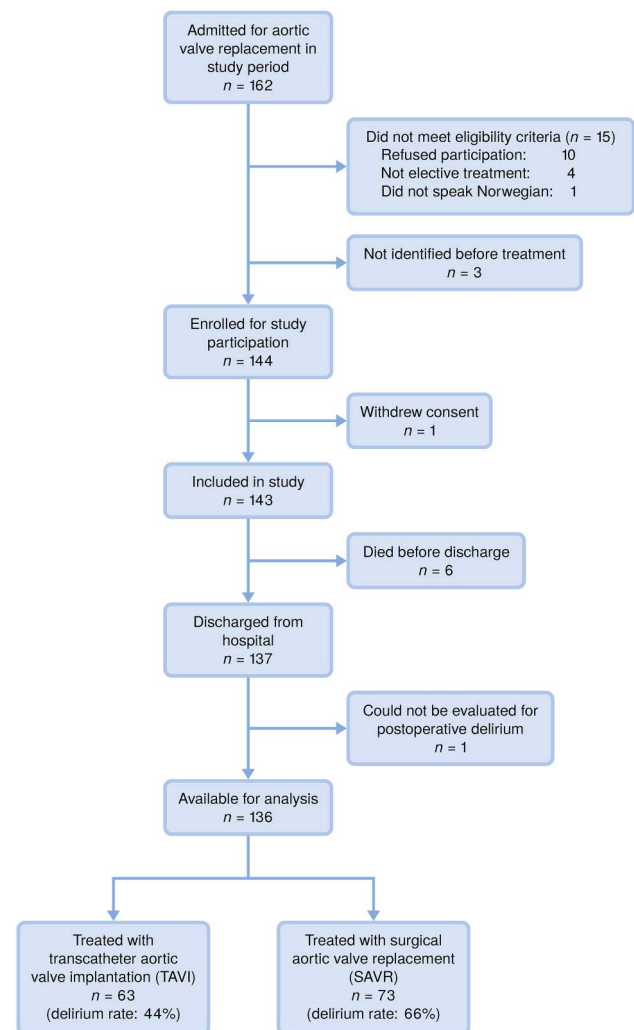 Admitted for aortic
valve replacement in
study period
n = 162
Did not meet eligibility criteria (n = 15)
Refused participation: 10
Not elective treatment: 4
Did not speak Norwegian: 1
Not identified before treatment
n = 3
Enrolled for study
participation
n = 144
Withdrew consent
n = 1
Included in study
n = 143
Died before discharge
n = 6
Discharged from
hospital
n = 137
Could not be evaluated for
postoperative delirium
n = 1
Available for analysis
n = 136
Treated with
transcatheter aortic
valve implantation (TAVI)
n = 63
(delirium rate: 44%)
Treated with surgical
aortic valve replacement
(SAVR)
n = 73
(delirium rate: 66%)